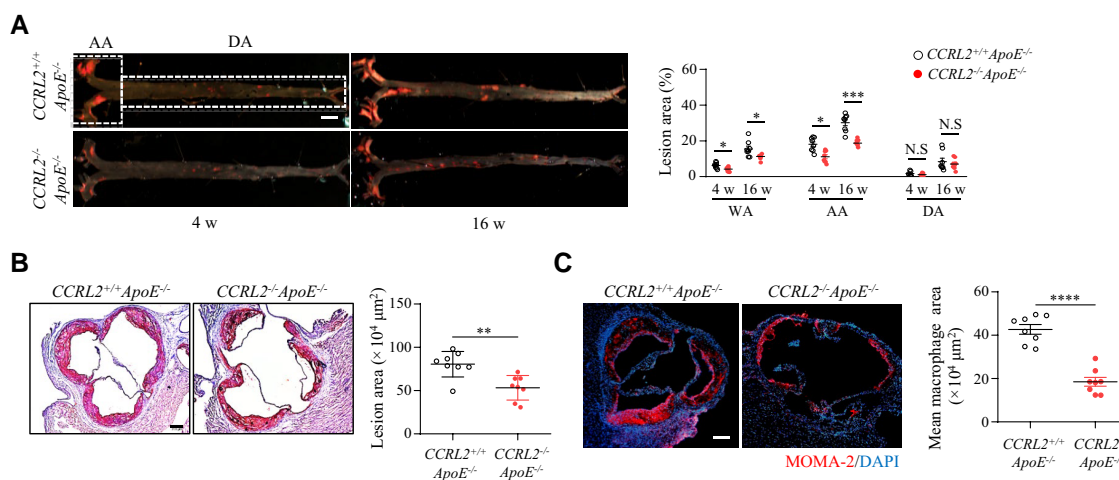 A
AA DA
CCRL2+/+
ApoE-/-
CCRL2-/-
ApoE-/-
4 w 16 w
CCRL2+/+ApoE-/-
CCRL2-/-ApoE-/-
Lesion area (%)
60
40
20
0
* * * *** N.S N.S
4 w 16 w 4 w 16 w 4 w 16 w
WA AA DA
B
CCRL2+/+ApoE-/- CCRL2-/-ApoE-/-
Lesion area (× 10⁴ μm²)
150
100
50
0
**
CCRL2+/+ CCRL2-/-
ApoE-/- ApoE-/-
C
CCRL2+/+ApoE-/- CCRL2-/-ApoE-/-
MOMA-2/DAPI
Mean macrophage area
(× 10⁴ μm²)
60
40
20
0
****
CCRL2+/+ CCRL2-/
ApoE-/- ApoE-/-